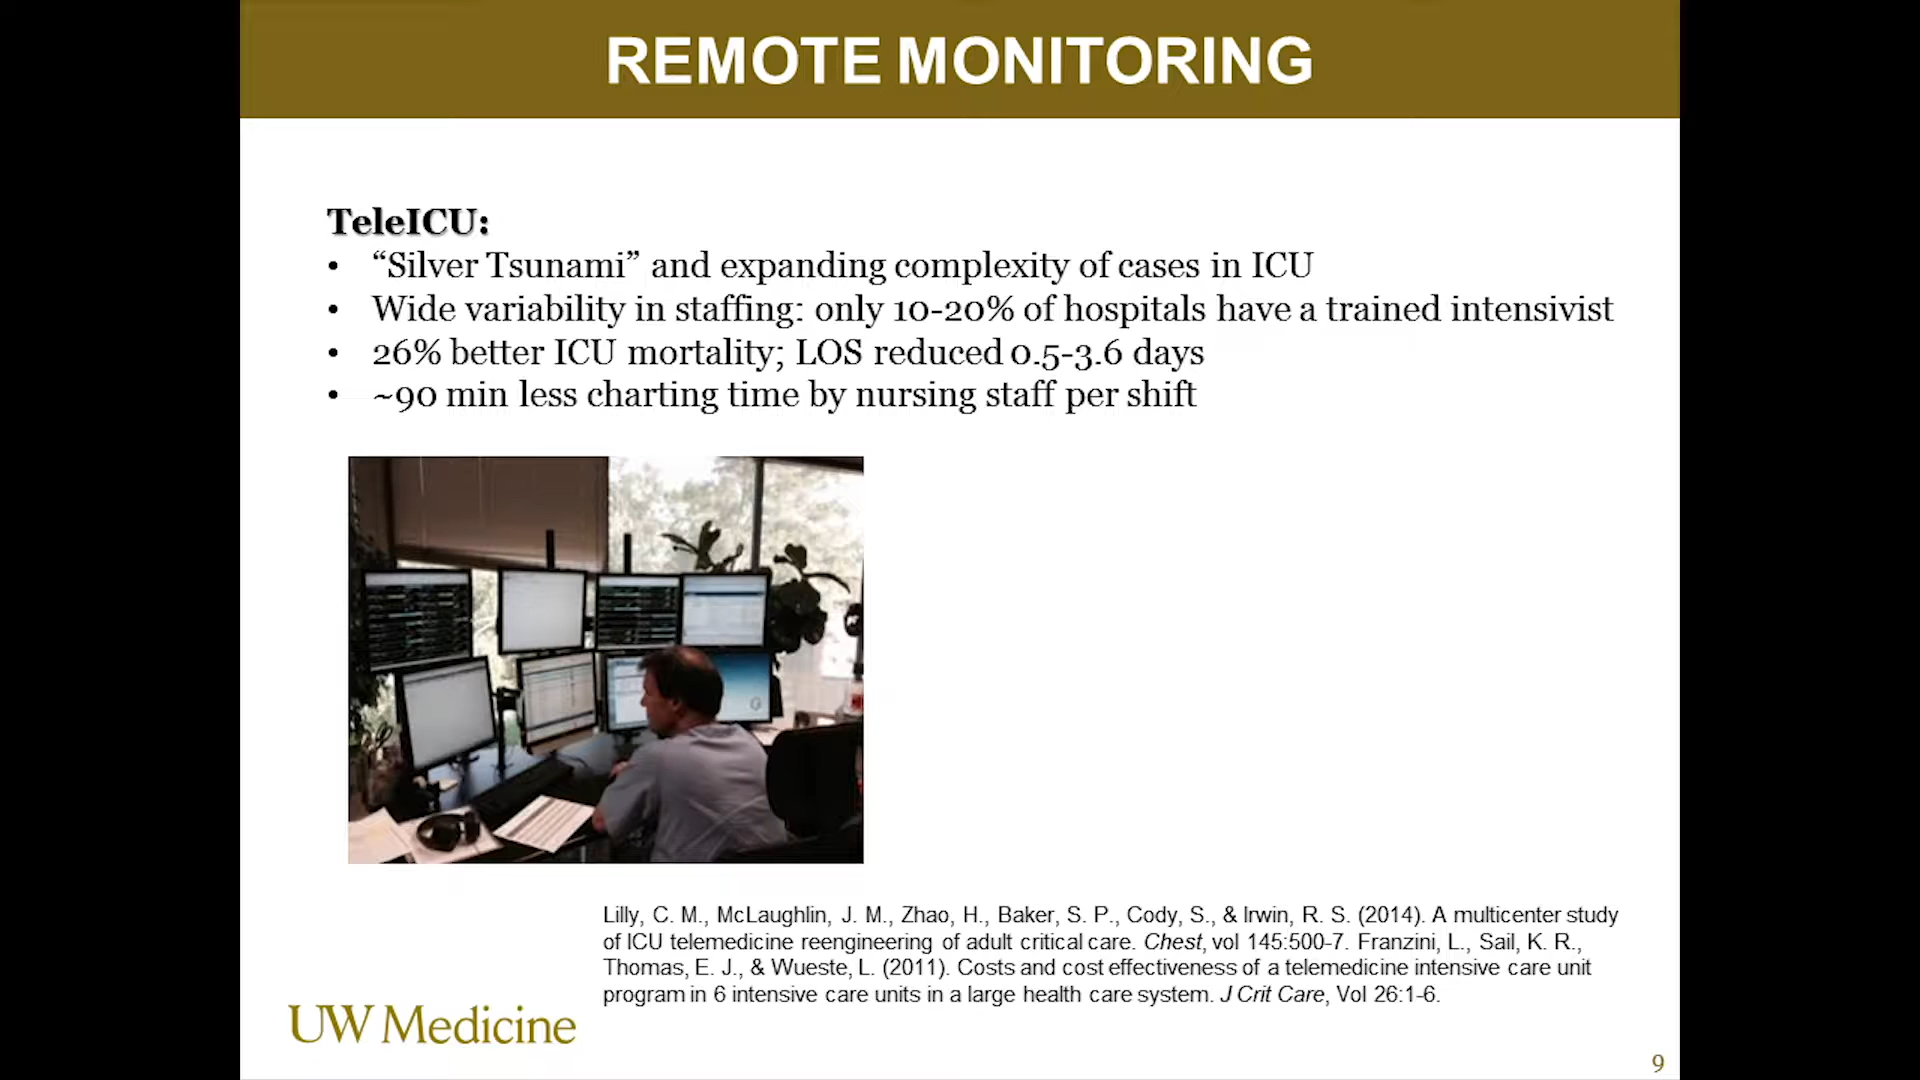 REMOTE MONITORING
TeleICU:
• “Silver Tsunami” and expanding complexity of cases in ICU
• Wide variability in staffing: only 10-20% of hospitals have a trained intensivist
• 26% better ICU mortality; LOS reduced 0.5-3.6 days
• ~90 min less charting time by nursing staff per shift
Lilly, C. M., McLaughlin, J. M., Zhao, H., Baker, S. P., Cody, S., & Irwin, R. S. (2014). A multicenter study
of ICU telemedicine reengineering of adult critical care. Chest, vol 145:500-7. Franzini, L., Sail, K. R.,
Thomas, E. J., & Wueste, L. (2011). Costs and cost effectiveness of a telemedicine intensive care unit
program in 6 intensive care units in a large health care system. J Crit Care, Vol 26:1-6.
UW Medicine
9